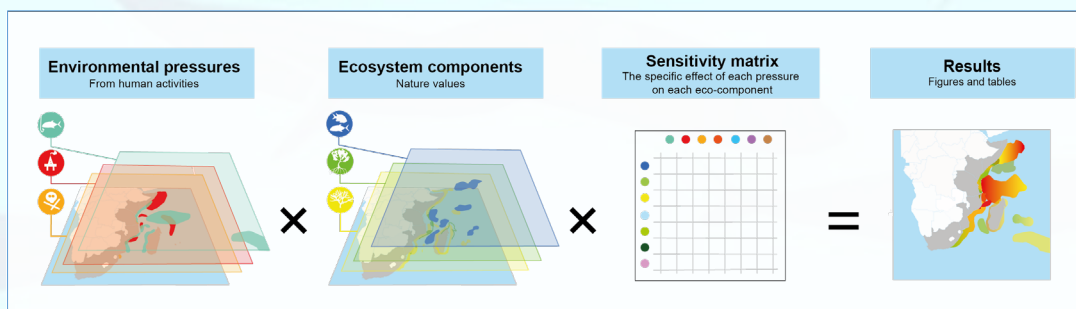 Environmental pressures
From human activities
Ecosystem components
Nature values
Sensitivity matrix
The specific effect of each pressure
on each eco-component
Results
Figures and tables